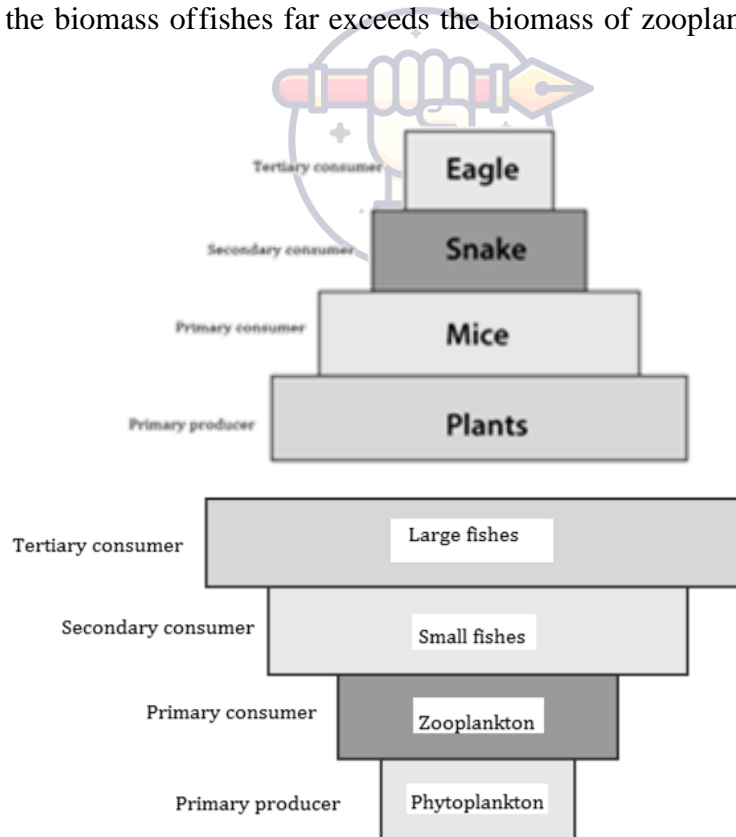 the biomass offishes far exceeds the biomass of zooplan
Tertiary consumer Eagle
Secondary consumer Snake
Primary consumer Mice
Primary producer Plants
Tertiary consumer Large fishes
Secondary consumer Small fishes
Primary consumer Zooplankton
Primary producer Phytoplankton